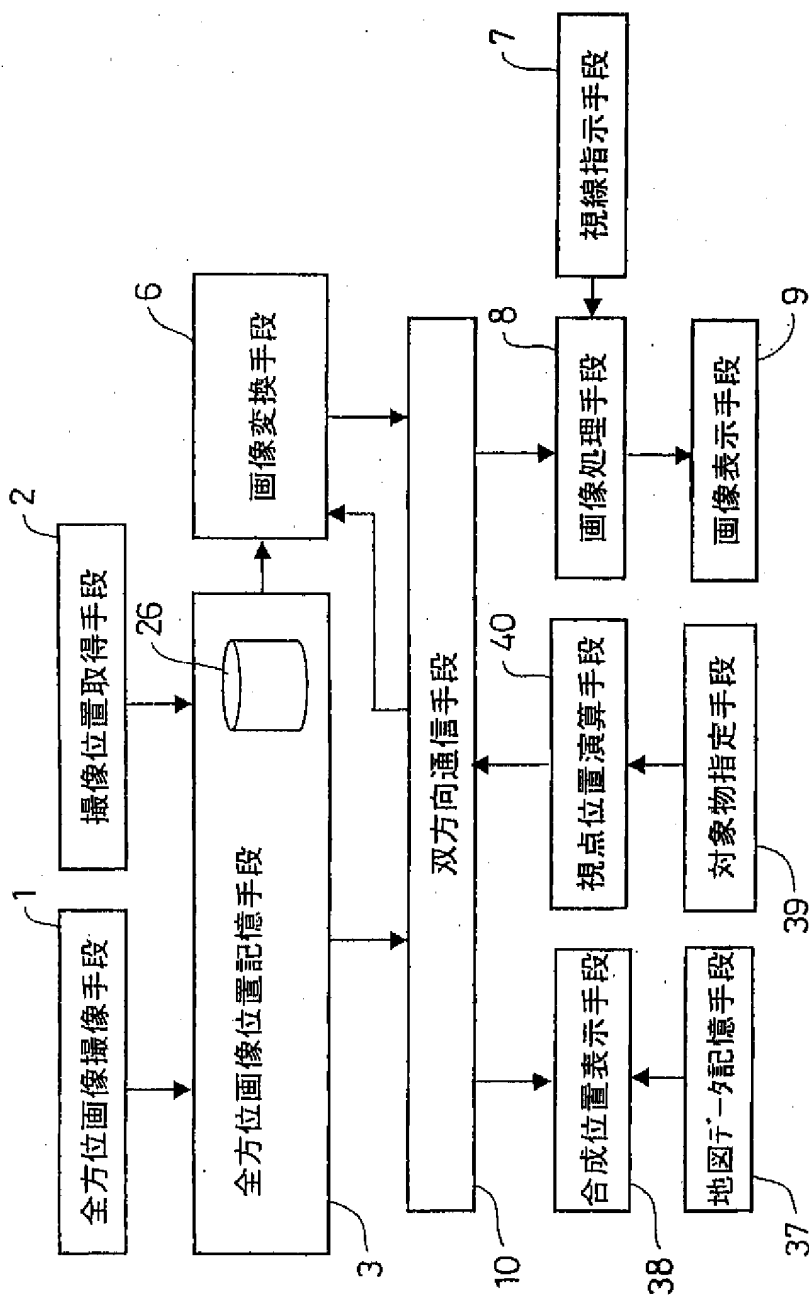 1
全方位画像撮像手段
2
撮像位置取得手段
全方位画像位置記憶手段
26
3
6
画像変換手段
双方向通信手段
10
合成位置表示手段
38
40
視点位置演算手段
8
画像処理手段
7
視線指示手段
地図データ記憶手段
37
対象物指定手段
39
画像表示手段
9